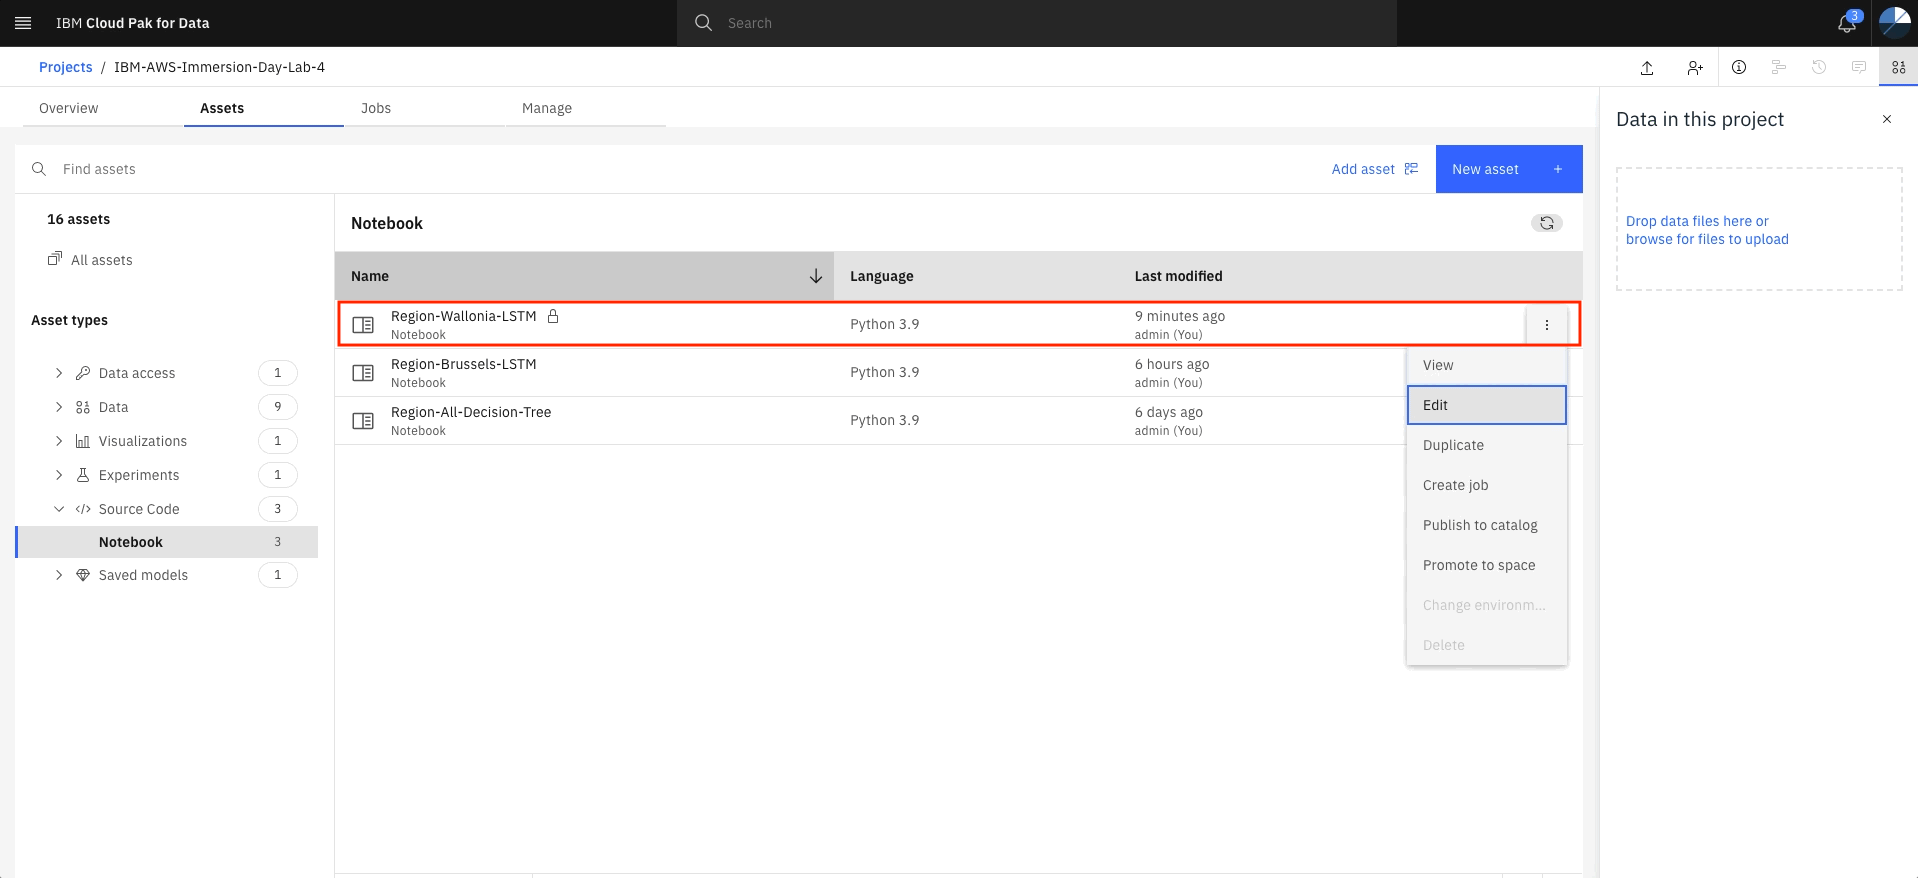 IBM Cloud Pak for Data
Search
3
Projects / IBM-AWS-Immersion-Day-Lab-4
Overview
Assets
Jobs
Manage
Find assets
Add asset
New asset +
16 assets
All assets
Asset types
Data access 1
Data 9
Visualizations 1
Experiments 1
Source Code 3
Notebook 3
Saved models 1
Notebook
Name Language Last modified
Region-Wallonia-LSTM
Notebook
Python 3.9
9 minutes ago
admin (You)
Region-Brussels-LSTM
Notebook
Python 3.9
6 hours ago
admin (You)
Region-All-Decision-Tree
Notebook
Python 3.9
6 days ago
admin (You)
View
Edit
Duplicate
Create job
Publish to catalog
Promote to space
Change environm...
Delete
Data in this project
Drop data files here or
browse for files to upload